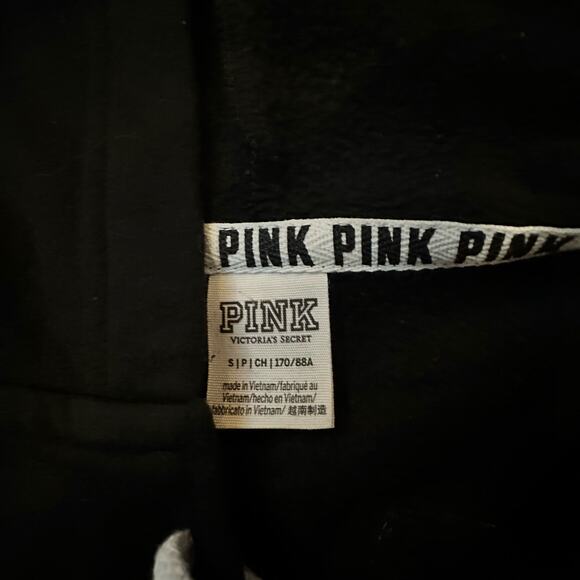 PINK PINK PINK
PINK
VICTORIA'S SECRET
S | P | CH | 170/88A
made in Vietnam/fabriqué au
Vietnam/hecho en Vietnam/
fabbricato in Vietnam/ 越南制造